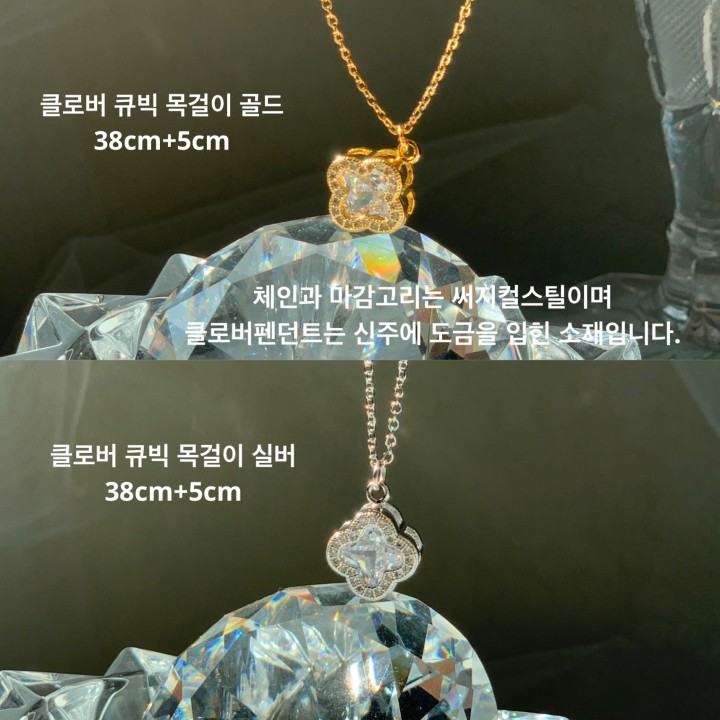 클로버 큐빅 목걸이 골드
38cm+5cm
체인과 마감고리는 써지컬스틸이며
클로버펜던트는 신주에 도금을 입힌 소재입니다.
클로버 큐빅 목걸이 실버
38cm+5cm